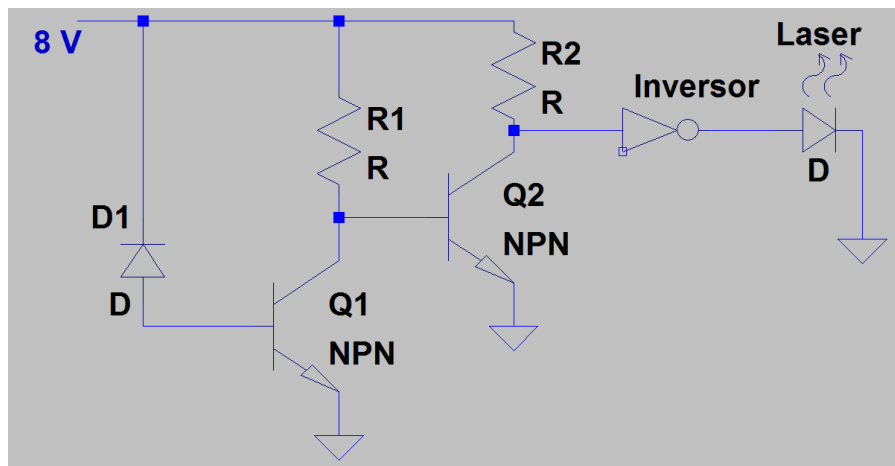 8 V
R1
R
R2
R
Inversor
Laser
D
D1
D
Q1
NPN
Q2
NPN